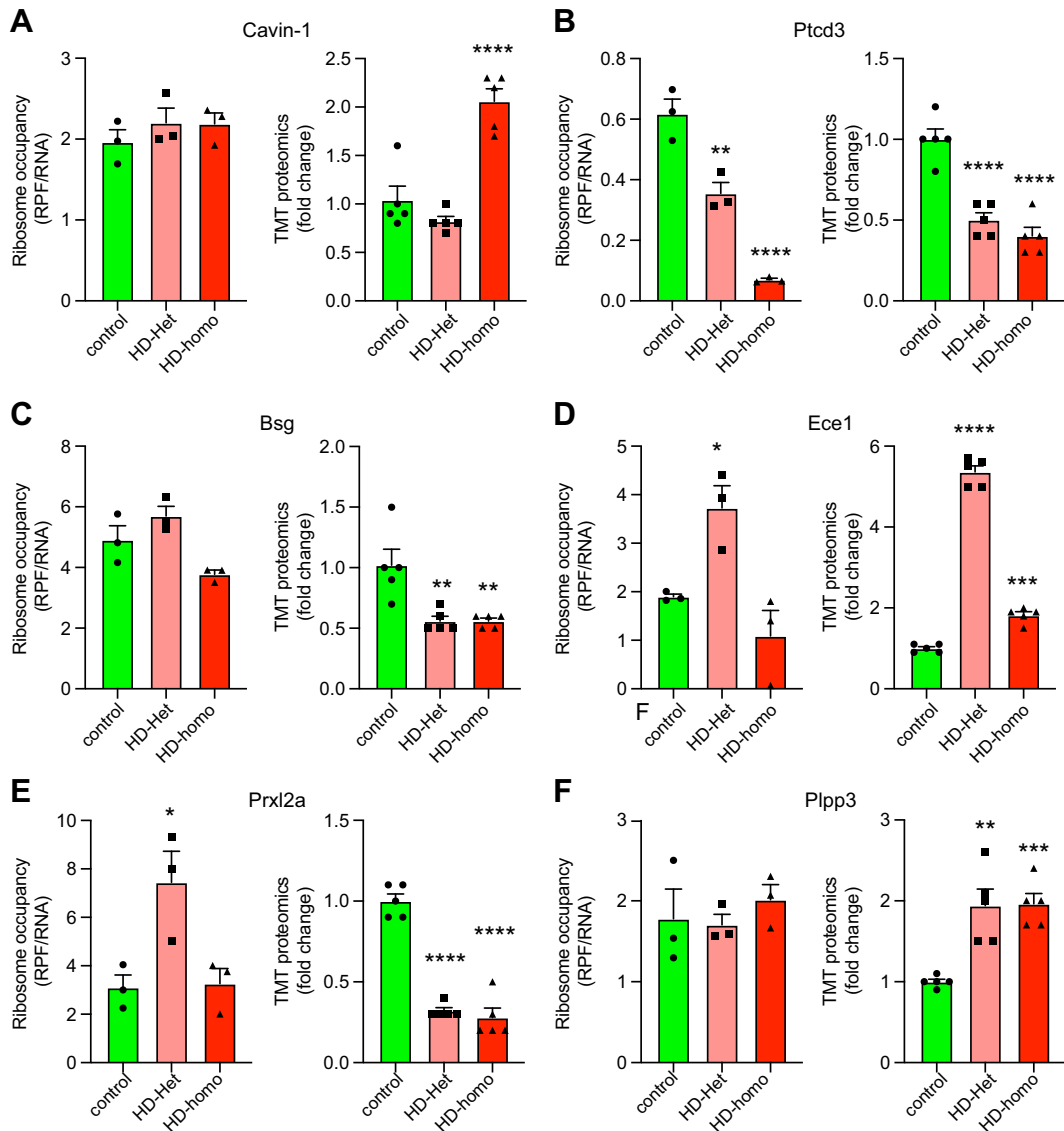 A
Cavin-1
Ribosome occupancy
(RPF/RNA)
3
2
1
0
control
HD-Het
HD-homo
TMT proteomics
(fold change)
2.5
2.0
1.5
1.0
0.5
0.0
****
control
HD-Het
HD-homo
B
Ptcd3
Ribosome occupancy
(RPF/RNA)
0.8
0.6
0.4
0.2
0.0
**
****
control
HD-Het
HD-homo
TMT proteomics
(fold change)
1.5
1.0
0.5
0.0
****
****
control
HD-Het
HD-homo
C
Bsg
Ribosome occupancy
(RPF/RNA)
8
6
4
2
0
control
HD-Het
HD-homo
TMT proteomics
(fold change)
2.0
1.5
1.0
0.5
0.0
**
**
control
HD-Het
HD-homo
D
Ece1
Ribosome occupancy
(RPF/RNA)
5
4
3
2
1
0
*
F
control
HD-Het
HD-homo
TMT proteomics
(fold change)
6
4
2
0
****
***
control
HD-Het
HD-homo
E
Prxl2a
Ribosome occupancy
(RPF/RNA)
10
8
6
4
2
0
*
control
HD-Het
HD-homo
TMT proteomics
(fold change)
1.5
1.0
0.5
0.0
****
****
control
HD-Het
HD-homo
F
Plpp3
Ribosome occupancy
(RPF/RNA)
3
2
1
0
control
HD-Het
HD-homo
TMT proteomics
(fold change)
3
2
1
0
**
***
control
HD-Het
HD-homo